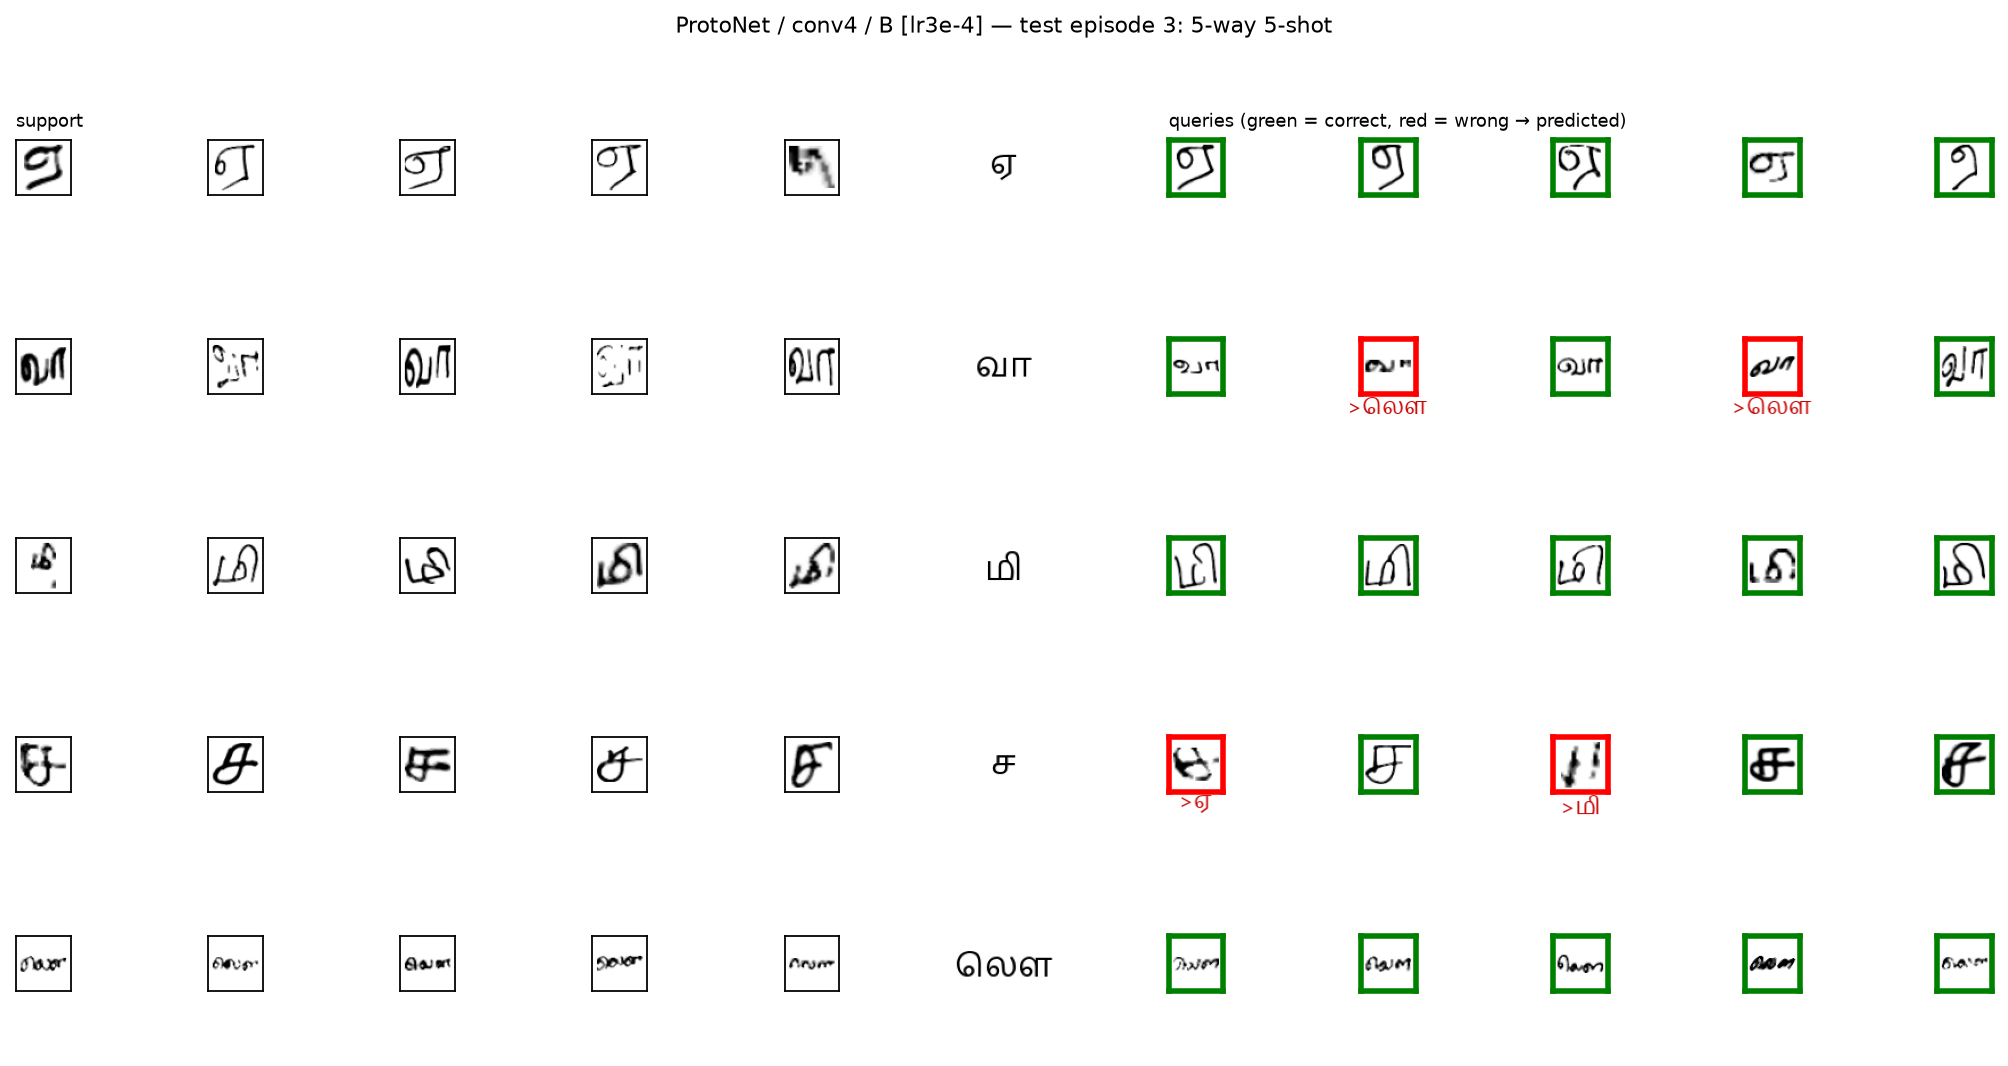 ProtoNet / conv4 / B [lr3e-4] — test episode 3: 5-way 5-shot
support
queries (green = correct, red = wrong → predicted)
ஏ ஏ ஏ ஏ ஏ ஏ ஏ ஏ ஏ
வா வா வா வா வா வா வா வா வா வா
>லௌ >லௌ
மி மி மி மி மி மி மி மி மி மி மி
ச ச ச ச ச ச ச ச ச
>ஏ >மி
லௌ லௌ லௌ லௌ லௌ லௌ லௌ லௌ லௌ